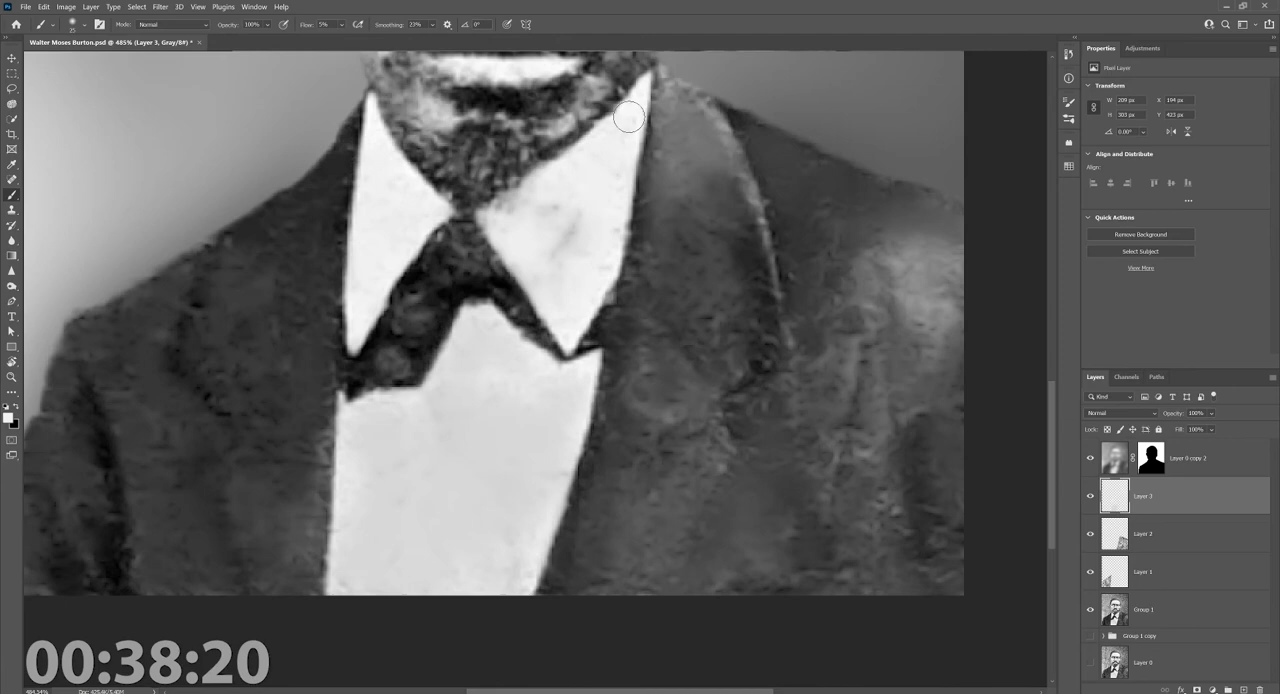 File Edit Image Layer Type Select Filter 3D View Plugins Window Help
Mode: Normal Opacity: 100% Flow: 5% Smoothing: 23% 0°
Walter Moses Burton.psd @ 485% (Layer 3, Gray/8#) * ×
Properties Adjustments
Pixel Layer
Transform
W 209 px X 194 px
H 303 px Y 423 px
0.00°
Align and Distribute
Align:
Quick Actions
Remove Background
Select Subject
View More
Layers Channels Paths
Kind
Normal Opacity: 100%
Lock: Fill: 100%
Layer 0 copy 2
Layer 3
Layer 2
Layer 1
Group 1
Group 1 copy
Layer 0
00:38:20